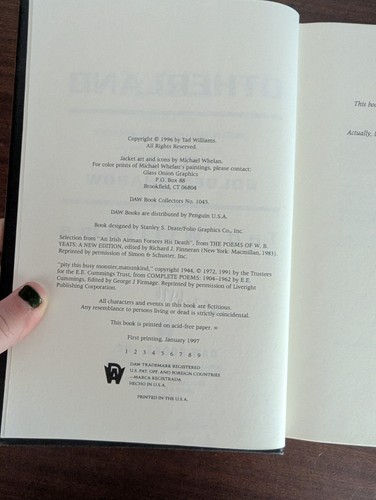 Copyright © 1996 by Tad Williams.
All Rights Reserved.
Jacket art and icons by Michael Whelan.
For color prints of Michael Whelan's paintings, please contact:
Glass Onion Graphics
P.O. Box 88
Brookfield, CT 06804
DAW Book Collectors No. 1043.
DAW Books are distributed by Penguin U.S.A.
Book designed by Stanley S. Drate/Folio Graphics Co., Inc.
Selection from "An Irish Airman Forsees His Death", from THE POEMS OF W. B.
YEATS: A NEW EDITION, edited by Richard J. Finneran (New York: Macmillan, 1983).
Reprinted by permission of Simon & Schuster, Inc.
"pity this busy monster,manunkind," copyright 1944, © 1972, 1991 by the Trustees
for the E.E. Cummings Trust, from COMPLETE POEMS: 1904–1962 by E.E.
Cummings, Edited by George J Firmage. Reprinted by permission of Liveright
Publishing Corporation.
All characters and events in this book are fictitious.
Any resemblance to persons living or dead is strictly coincidental.
This book is printed on acid-free paper. ∞
First printing, January 1997
1 2 3 4 5 6 7 8 9
DAW TRADEMARK REGISTERED
U.S. PAT. OFF. AND FOREIGN COUNTRIES
—MARCA REGISTRADA
HECHO EN U.S.A.
PRINTED IN THE U.S.A.
This
Actually,